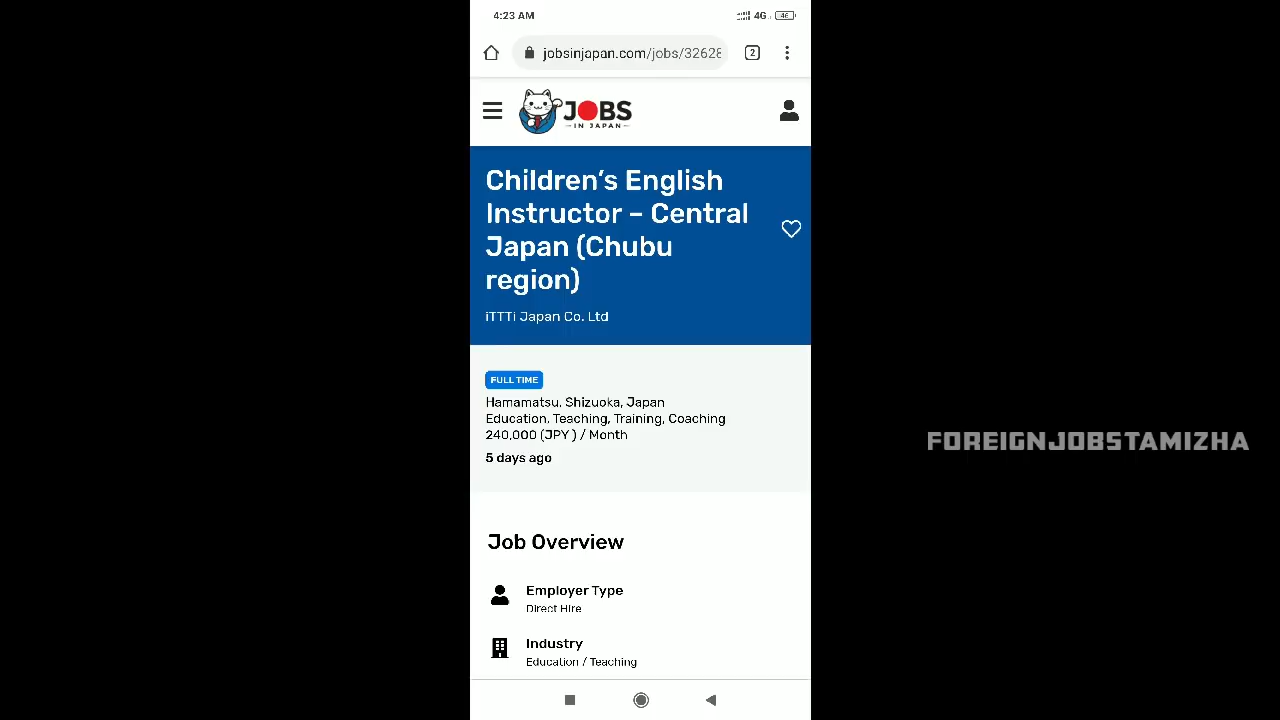 4:23 AM
4G
46
jobsinjapan.com/jobs/32628
2
JOBS
IN JAPAN
Children's English
Instructor – Central
Japan (Chubu
region)
iTTTi Japan Co. Ltd
FULL TIME
Hamamatsu, Shizuoka, Japan
Education, Teaching, Training, Coaching
240,000 (JPY ) / Month
5 days ago
FOREIGNJOBSTAMIZHA
Job Overview
Employer Type
Direct Hire
Industry
Education / Teaching